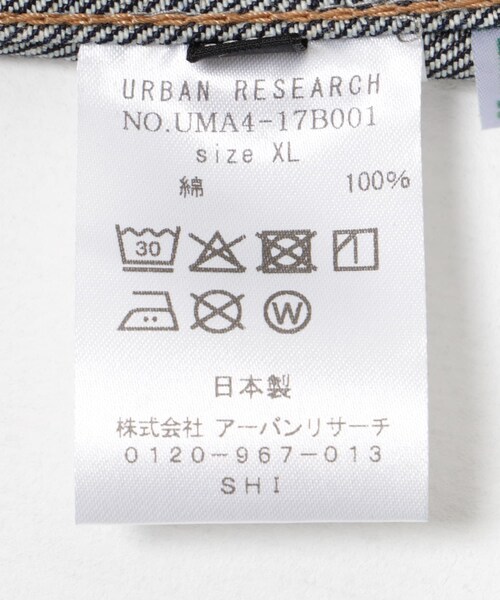 URBAN RESEARCH
NO.UMA4-17B001
size XL
綿 100%
30
W
日本製
株式会社 アーバンリサーチ
0120-967-013
SHI